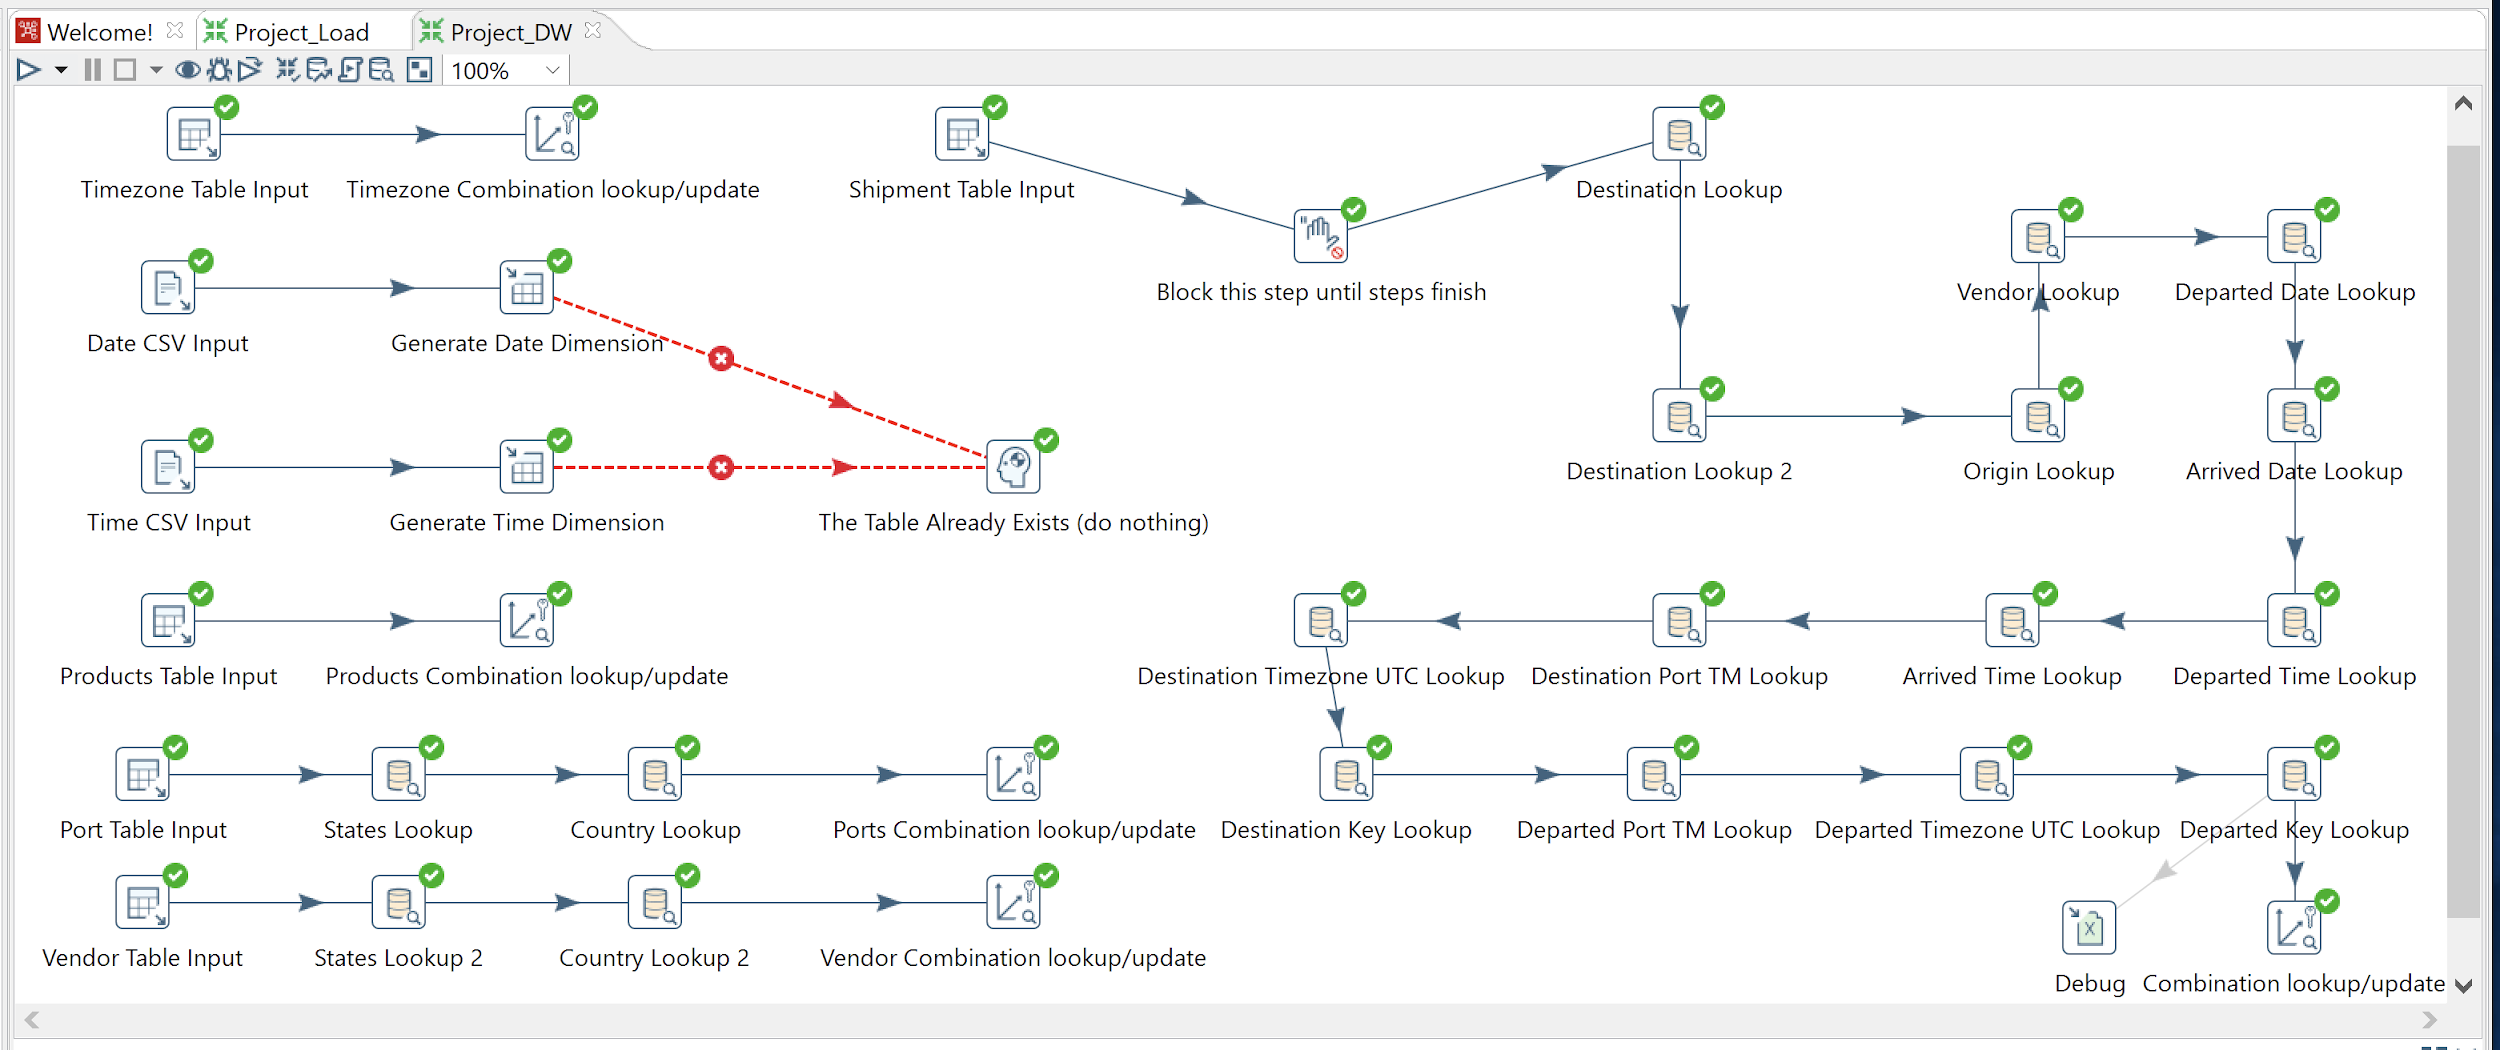 Welcome!
Project_Load
Project_DW
100%
Timezone Table Input
Timezone Combination lookup/update
Shipment Table Input
Destination Lookup
Block this step until steps finish
Vendor Lookup
Departed Date Lookup
Date CSV Input
Generate Date Dimension
Destination Lookup 2
Origin Lookup
Arrived Date Lookup
Time CSV Input
Generate Time Dimension
The Table Already Exists (do nothing)
Products Table Input
Products Combination lookup/update
Destination Timezone UTC Lookup
Destination Port TM Lookup
Arrived Time Lookup
Departed Time Lookup
Port Table Input
States Lookup
Country Lookup
Ports Combination lookup/update
Destination Key Lookup
Departed Port TM Lookup
Departed Timezone UTC Lookup
Departed Key Lookup
Vendor Table Input
States Lookup 2
Country Lookup 2
Vendor Combination lookup/update
Debug
Combination lookup/update